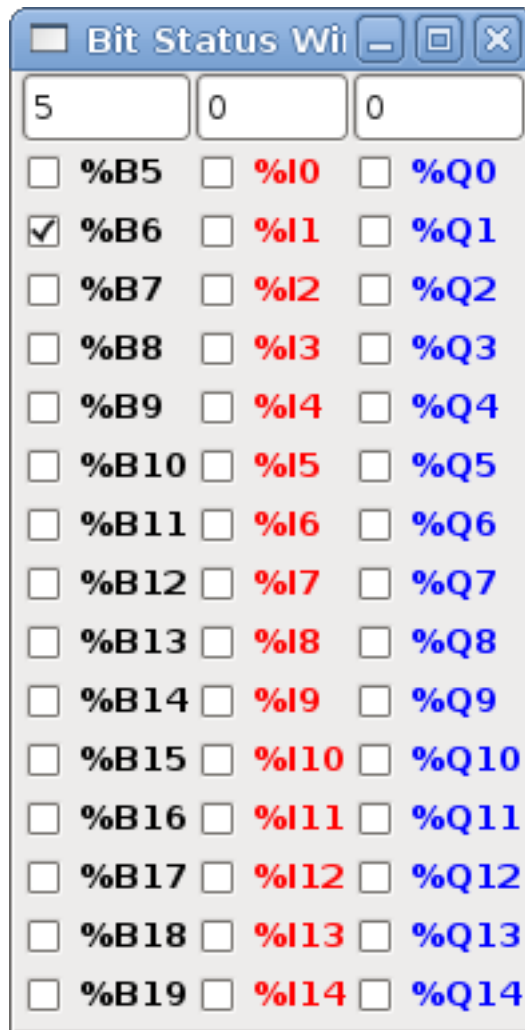 Bit Status Wi
5 0 0
%B5 %I0 %Q0
%B6 %I1 %Q1
%B7 %I2 %Q2
%B8 %I3 %Q3
%B9 %I4 %Q4
%B10 %I5 %Q5
%B11 %I6 %Q6
%B12 %I7 %Q7
%B13 %I8 %Q8
%B14 %I9 %Q9
%B15 %I10 %Q10
%B16 %I11 %Q11
%B17 %I12 %Q12
%B18 %I13 %Q13
%B19 %I14 %Q14